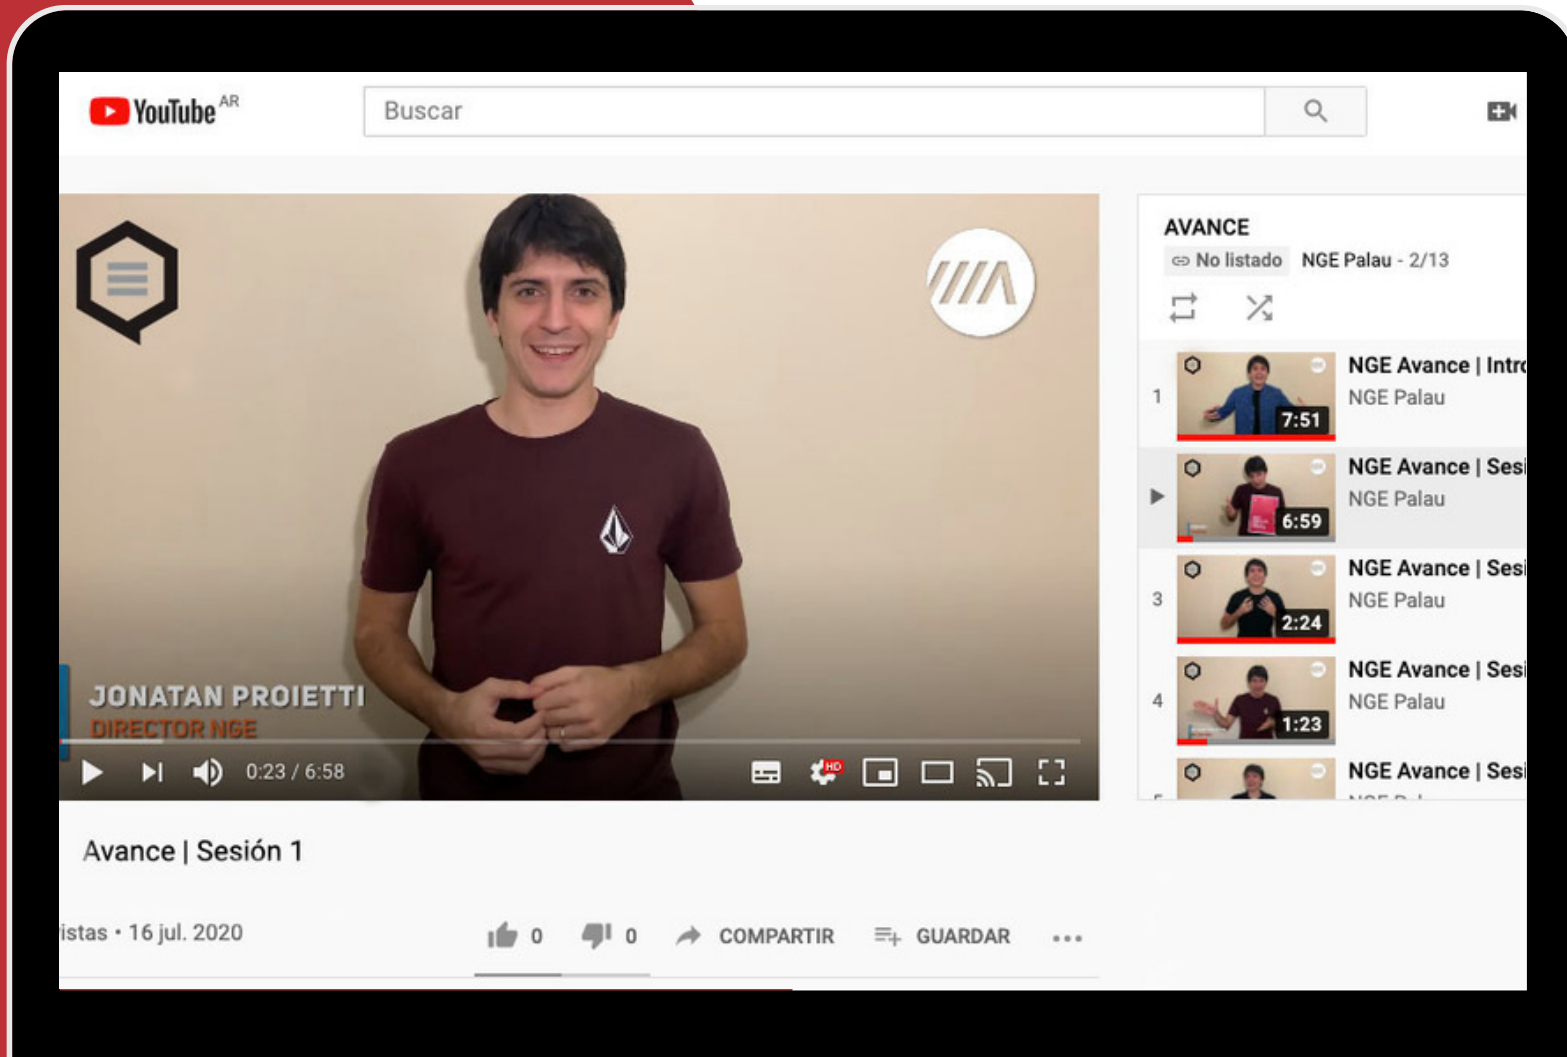 YouTube AR
Buscar
JONATAN PROIETTI
DIRECTOR NGE
0:23 / 6:58
HD
Avance | Sesión 1
istas • 16 jul. 2020
0
0
COMPARTIR
GUARDAR
AVANCE
No listado NGE Palau - 2/13
1
7:51
NGE Avance | Intro
NGE Palau
6:59
NGE Avance | Sesi
NGE Palau
3
2:24
NGE Avance | Sesi
NGE Palau
4
1:23
NGE Avance | Sesi
NGE Palau
NGE Avance | Sesi